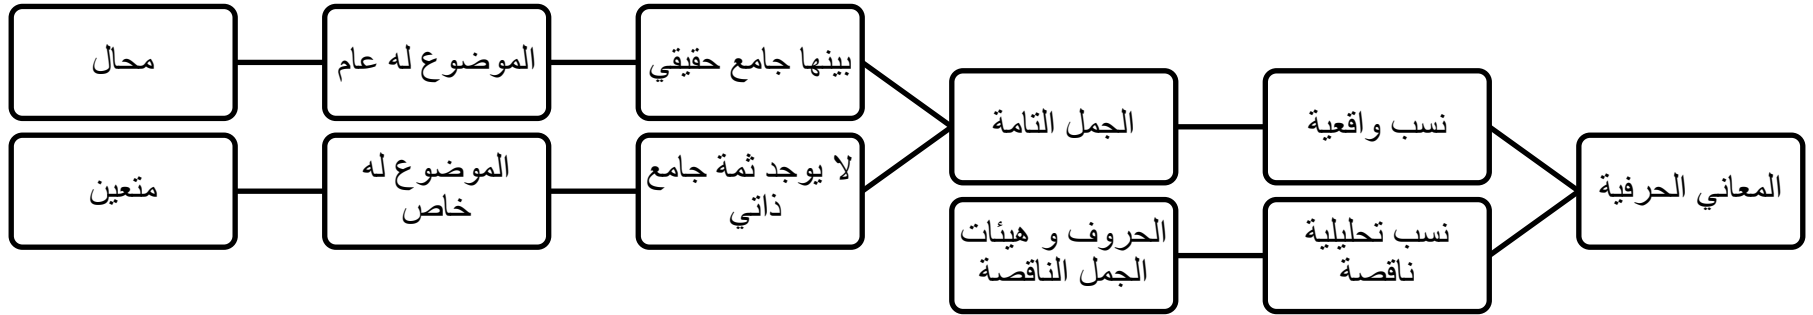 المعاني الحرفية
نسب واقعية
الجمل التامة
بينها جامع حقيقي
الموضوع له عام
محال
لا يوجد ثمة جامع
ذاتي
الموضوع له
خاص
متعين
نسب تحليلية
ناقصة
الحروف و هيئات
الجمل الناقصة